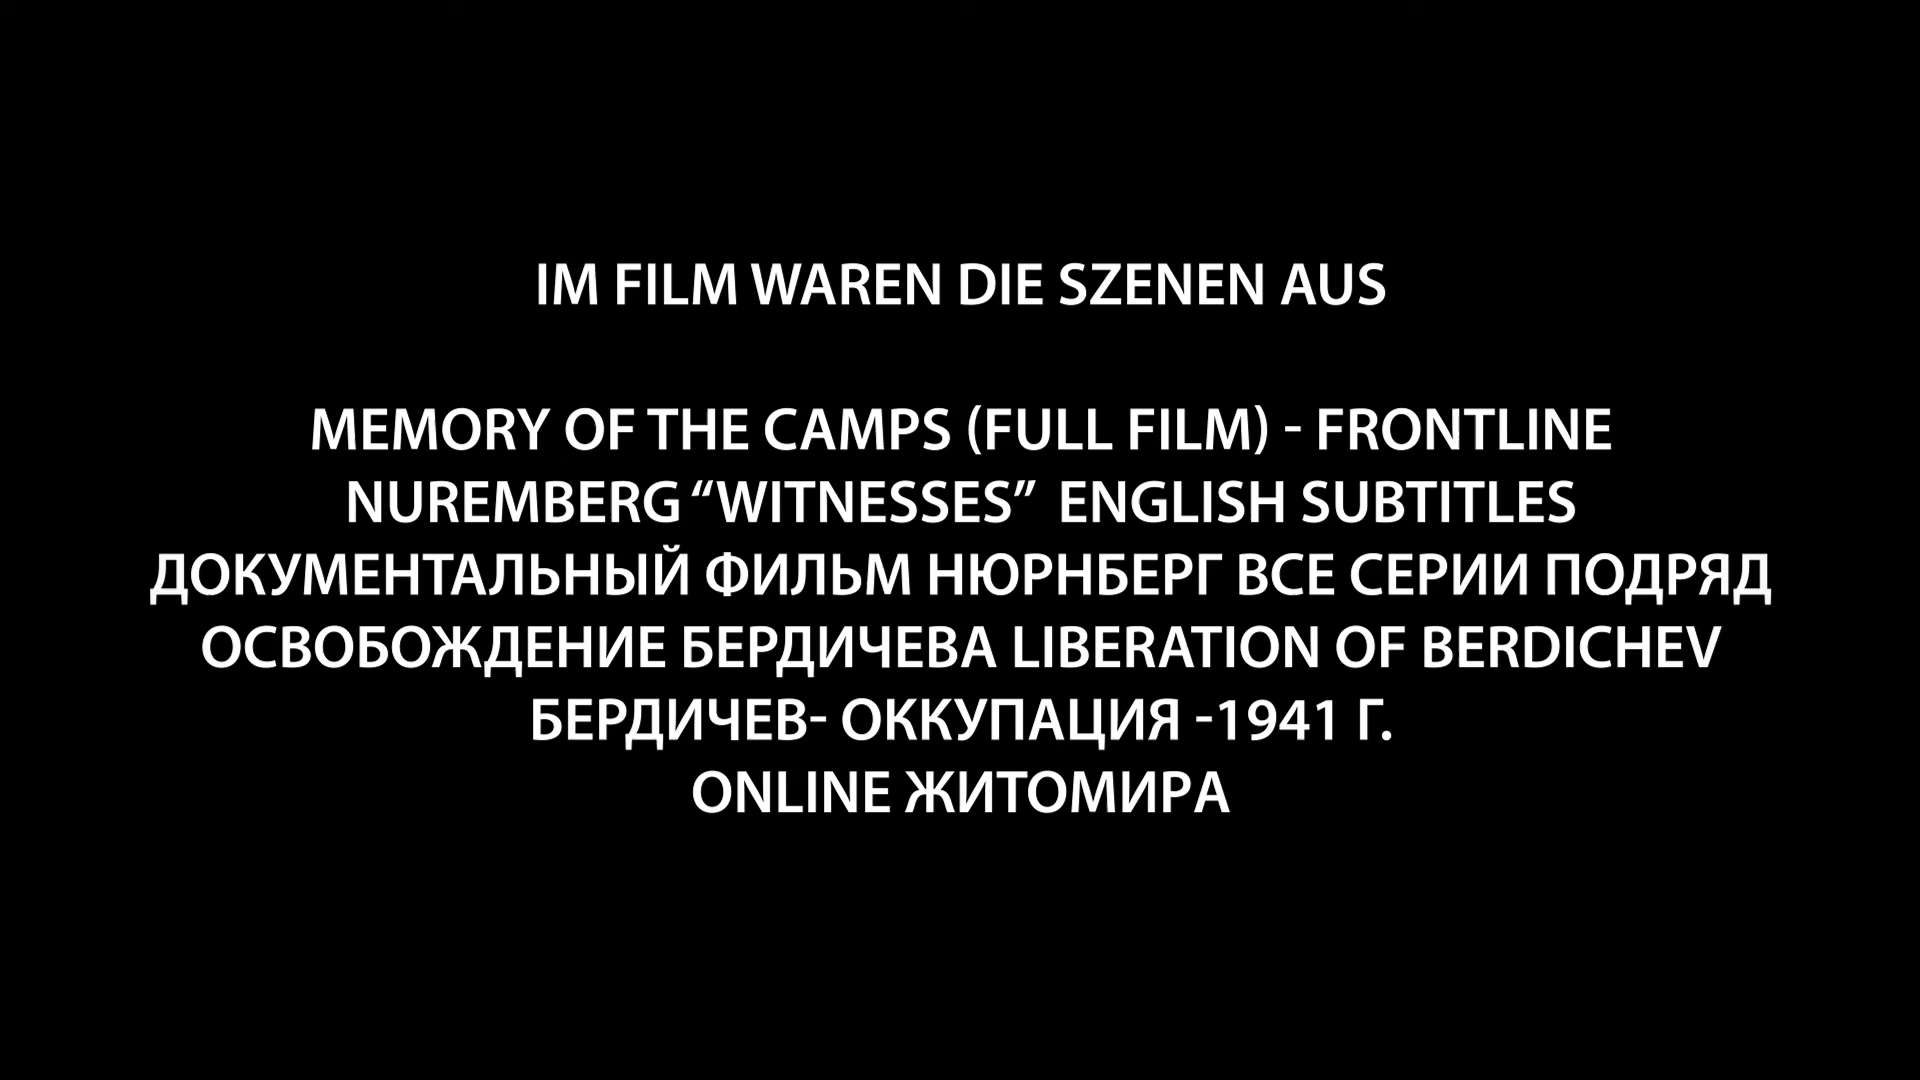 IM FILM WAREN DIE SZENEN AUS
MEMORY OF THE CAMPS (FULL FILM) - FRONTLINE
NUREMBERG “WITNESSES” ENGLISH SUBTITLES
ДОКУМЕНТАЛЬНЫЙ ФИЛЬМ НЮРНБЕРГ ВСЕ СЕРИИ ПОДРЯД
ОСВОБОЖДЕНИЕ БЕРДИЧЕВА LIBERATION OF BERDICHEV
БЕРДИЧЕВ- ОККУПАЦИЯ -1941 Г.
ONLINE ЖИТОМИРА